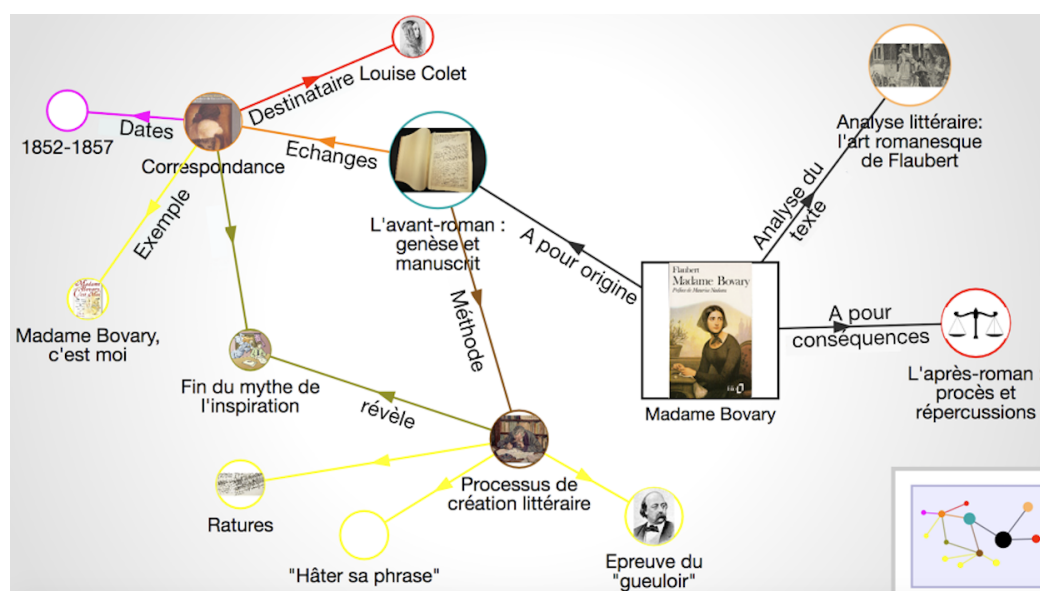 Destinataire
Louise Colet
Dates
1852-1857
Correspondance
Echanges
Exemple
Madame Bovary,
c'est moi
L'avant-roman :
genèse et
manuscrit
A pour origine
Analyse du
texte
Analyse littéraire:
l'art romanesque
de Flaubert
Flaubert
Madame Bovary
Madame Bovary
A pour
conséquences
L'après-roman :
procès et
répercussions
Méthode
Fin du mythe de
l'inspiration
révèle
Processus de
création littéraire
Ratures
"Hâter sa phrase"
Epreuve du
"gueuloir"